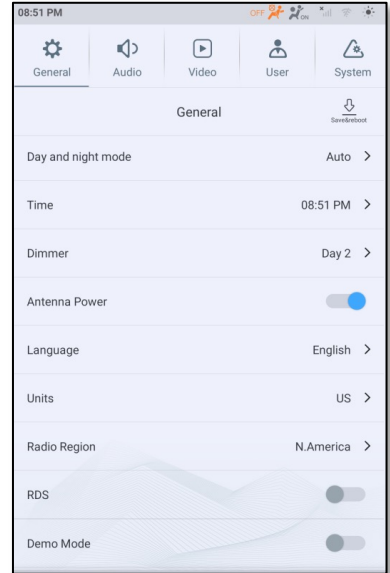 08:51 PM OFF ON
General Audio Video User System
General Save&reboot
Day and night mode Auto
Time 08:51 PM
Dimmer Day 2
Antenna Power
Language English
Units US
Radio Region N.America
RDS
Demo Mode